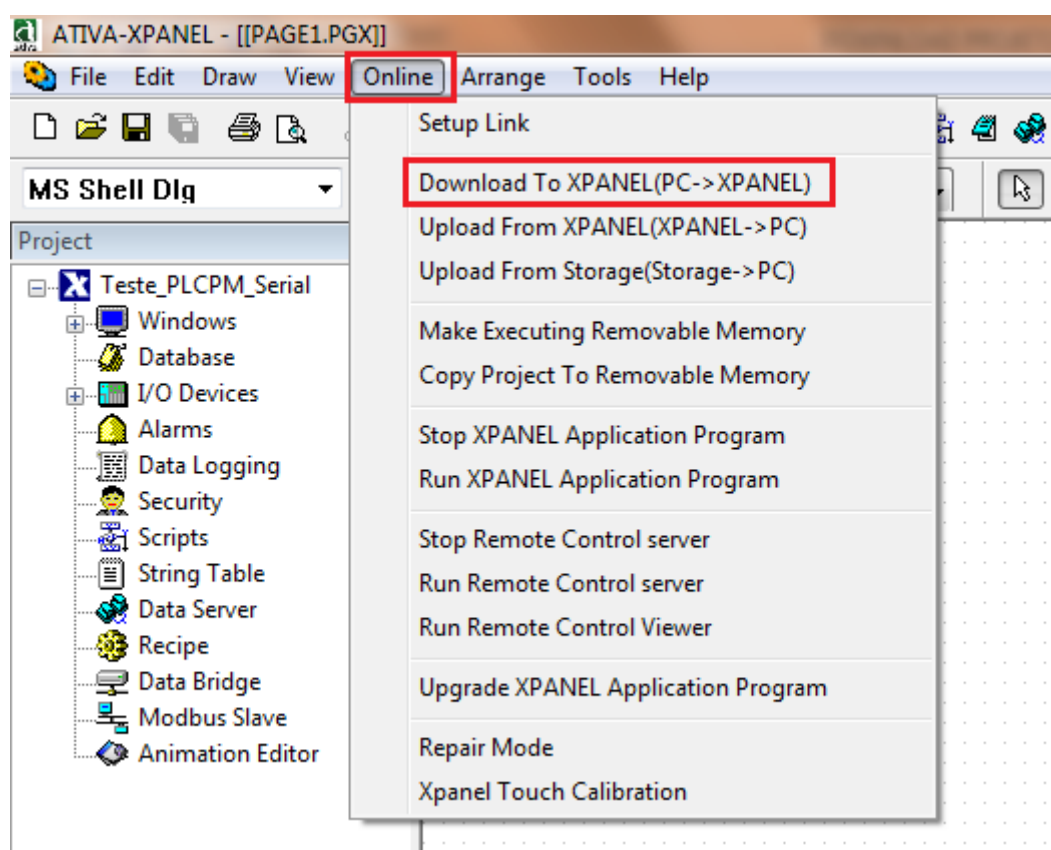 ATIVA-XPANEL - [[PAGE1.PGX]]
File Edit Draw View Online Arrange Tools Help
MS Shell Dlg
Project
Teste_PLCPM_Serial
Windows
Database
I/O Devices
Alarms
Data Logging
Security
Scripts
String Table
Data Server
Recipe
Data Bridge
Modbus Slave
Animation Editor
Setup Link
Download To XPANEL(PC->XPANEL)
Upload From XPANEL(XPANEL->PC)
Upload From Storage(Storage->PC)
Make Executing Removable Memory
Copy Project To Removable Memory
Stop XPANEL Application Program
Run XPANEL Application Program
Stop Remote Control server
Run Remote Control server
Run Remote Control Viewer
Upgrade XPANEL Application Program
Repair Mode
Xpanel Touch Calibration